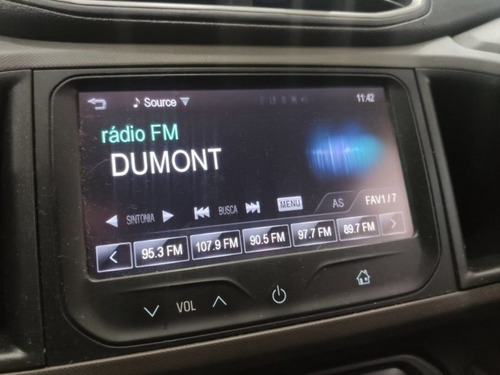 Source
11:42
rádio FM
DUMONT
SINTONIA
BUSCA
MENU
AS
FAV1 / 7
95.3 FM
107.9 FM
90.5 FM
97.7 FM
89.7 FM
VOL